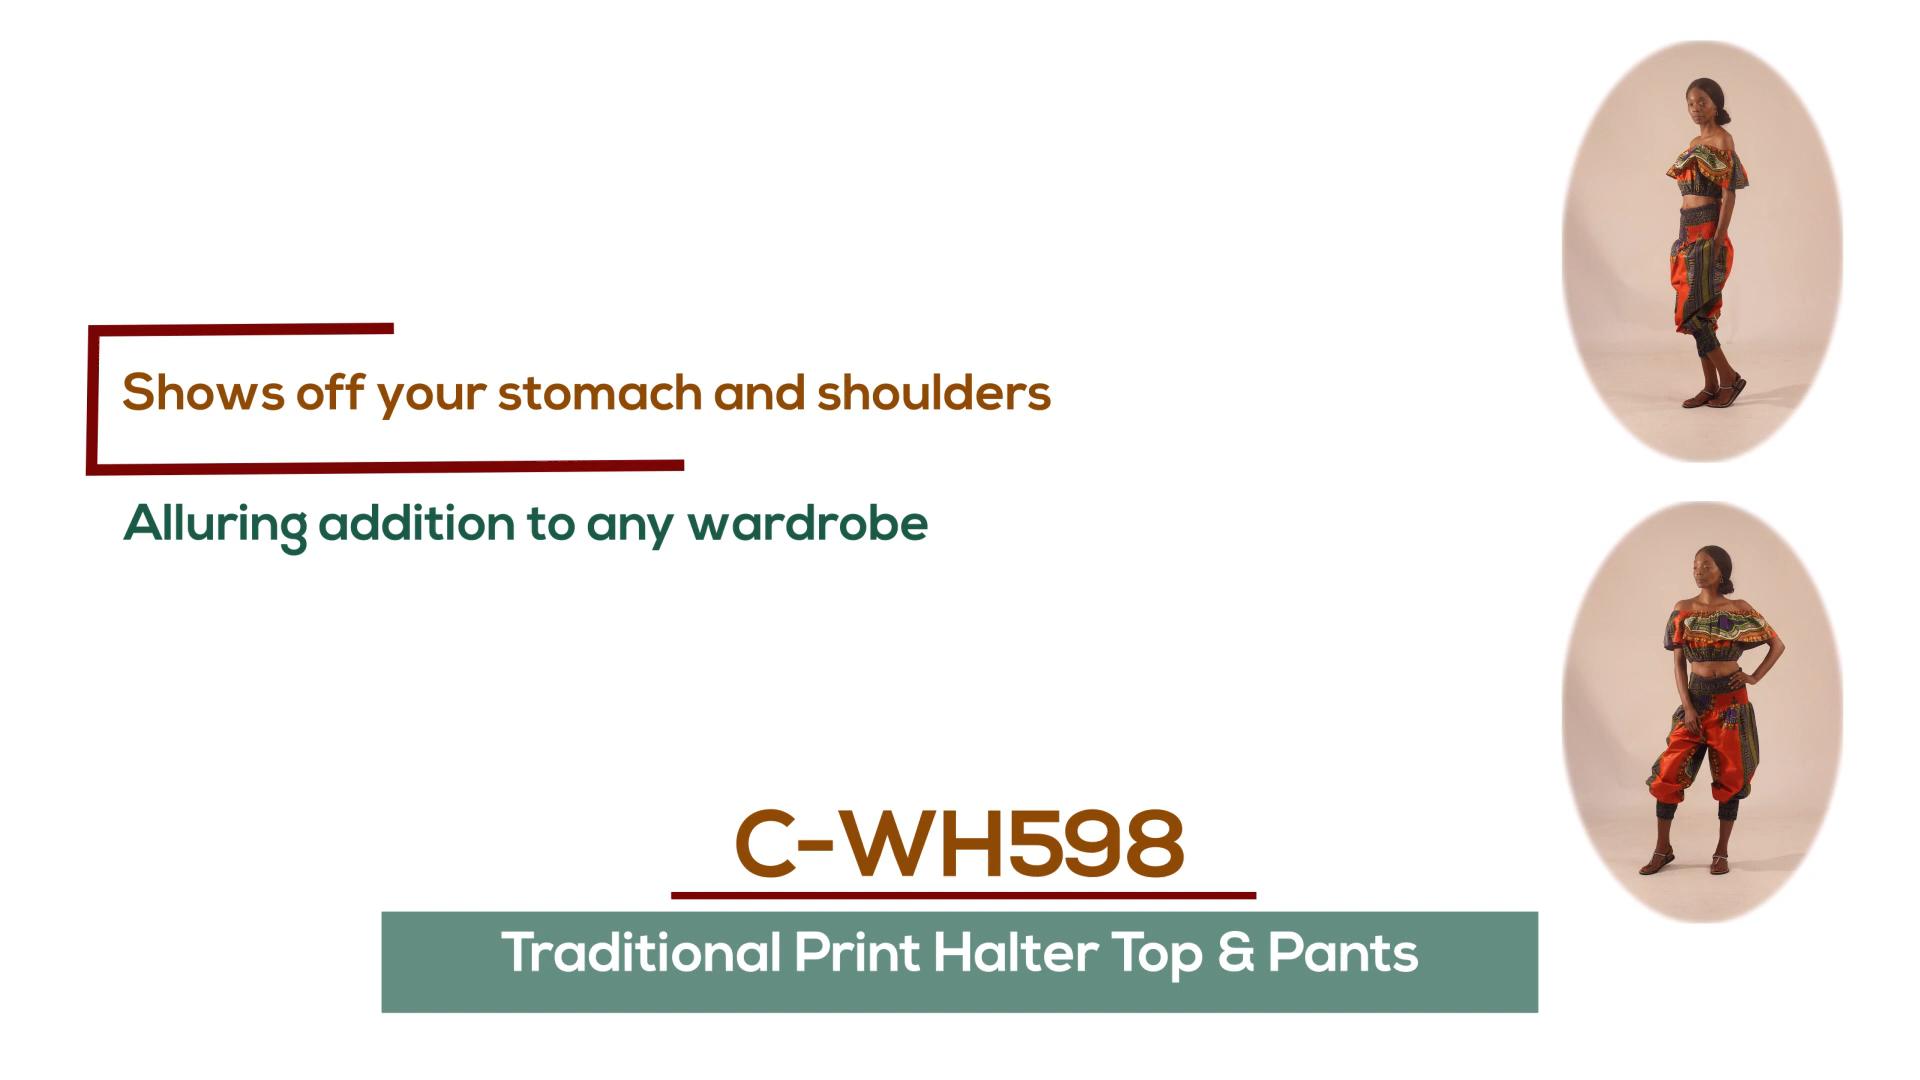 Shows off your stomach and shoulders
Alluring addition to any wardrobe
C-WH598
Traditional Print Halter Top & Pants